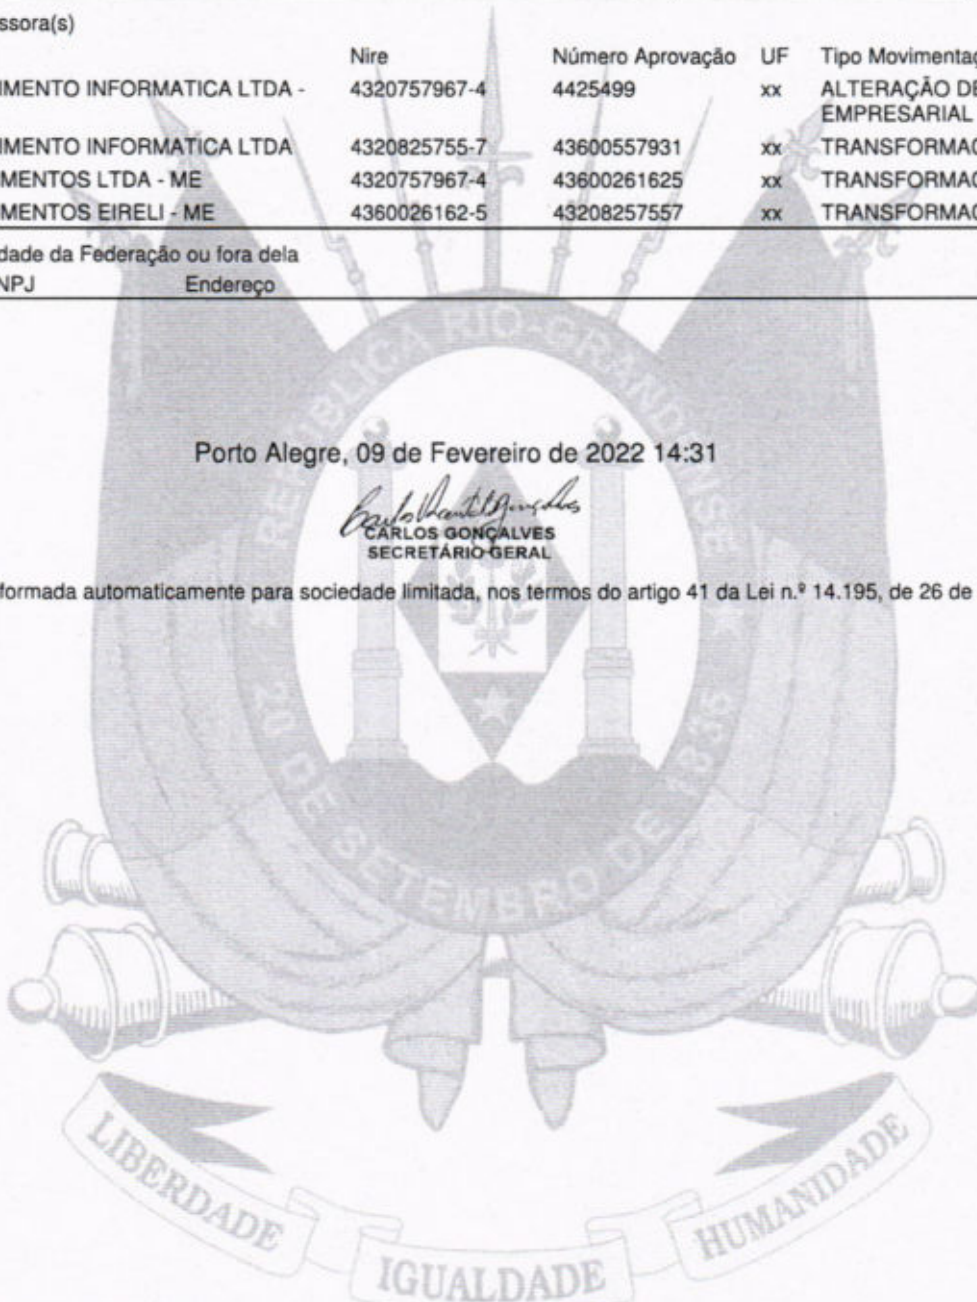 ssora(s)
Nire Número Aprovação UF Tipo Movimentaç
IMENTO INFORMATICA LTDA - 4320757967-4 4425499 xx ALTERAÇÃO DE
EMPRESARIAL
IMENTO INFORMATICA LTDA 4320825755-7 43600557931 xx TRANSFORMAÇ
MENTOS LTDA - ME 4320757967-4 43600261625 xx TRANSFORMAÇ
MENTOS EIRELI - ME 4360026162-5 43208257557 xx TRANSFORMAÇ
dade da Federação ou fora dela
NPJ Endereço
REPUBLICA RIO-GRANDENSE
Porto Alegre, 09 de Fevereiro de 2022 14:31
CARLOS GONÇALVES
SECRETÁRIO-GERAL
formada automaticamente para sociedade limitada, nos termos do artigo 41 da Lei n.º 14.195, de 26 de
20 DE SETEMBRO DE 1835
LIBERDADE
IGUALDADE
HUMANIDADE